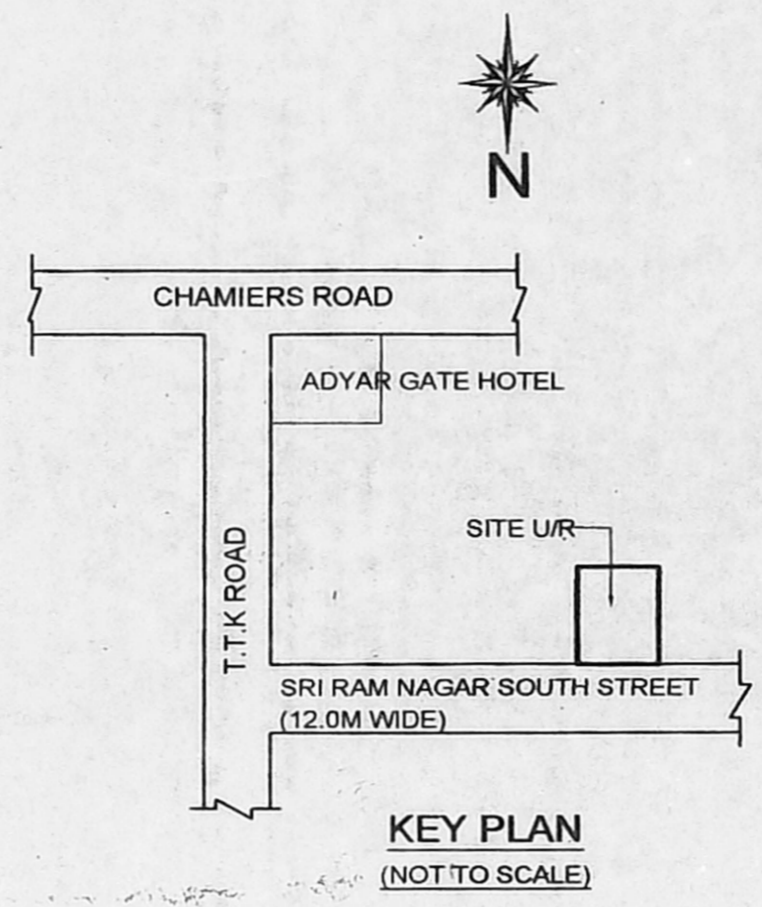 N
CHAMIERS ROAD
ADYAR GATE HOTEL
SITE U/R
T.T.K ROAD
SRI RAM NAGAR SOUTH STREET
(12.0M WIDE)
KEY PLAN
(NOT TO SCALE)